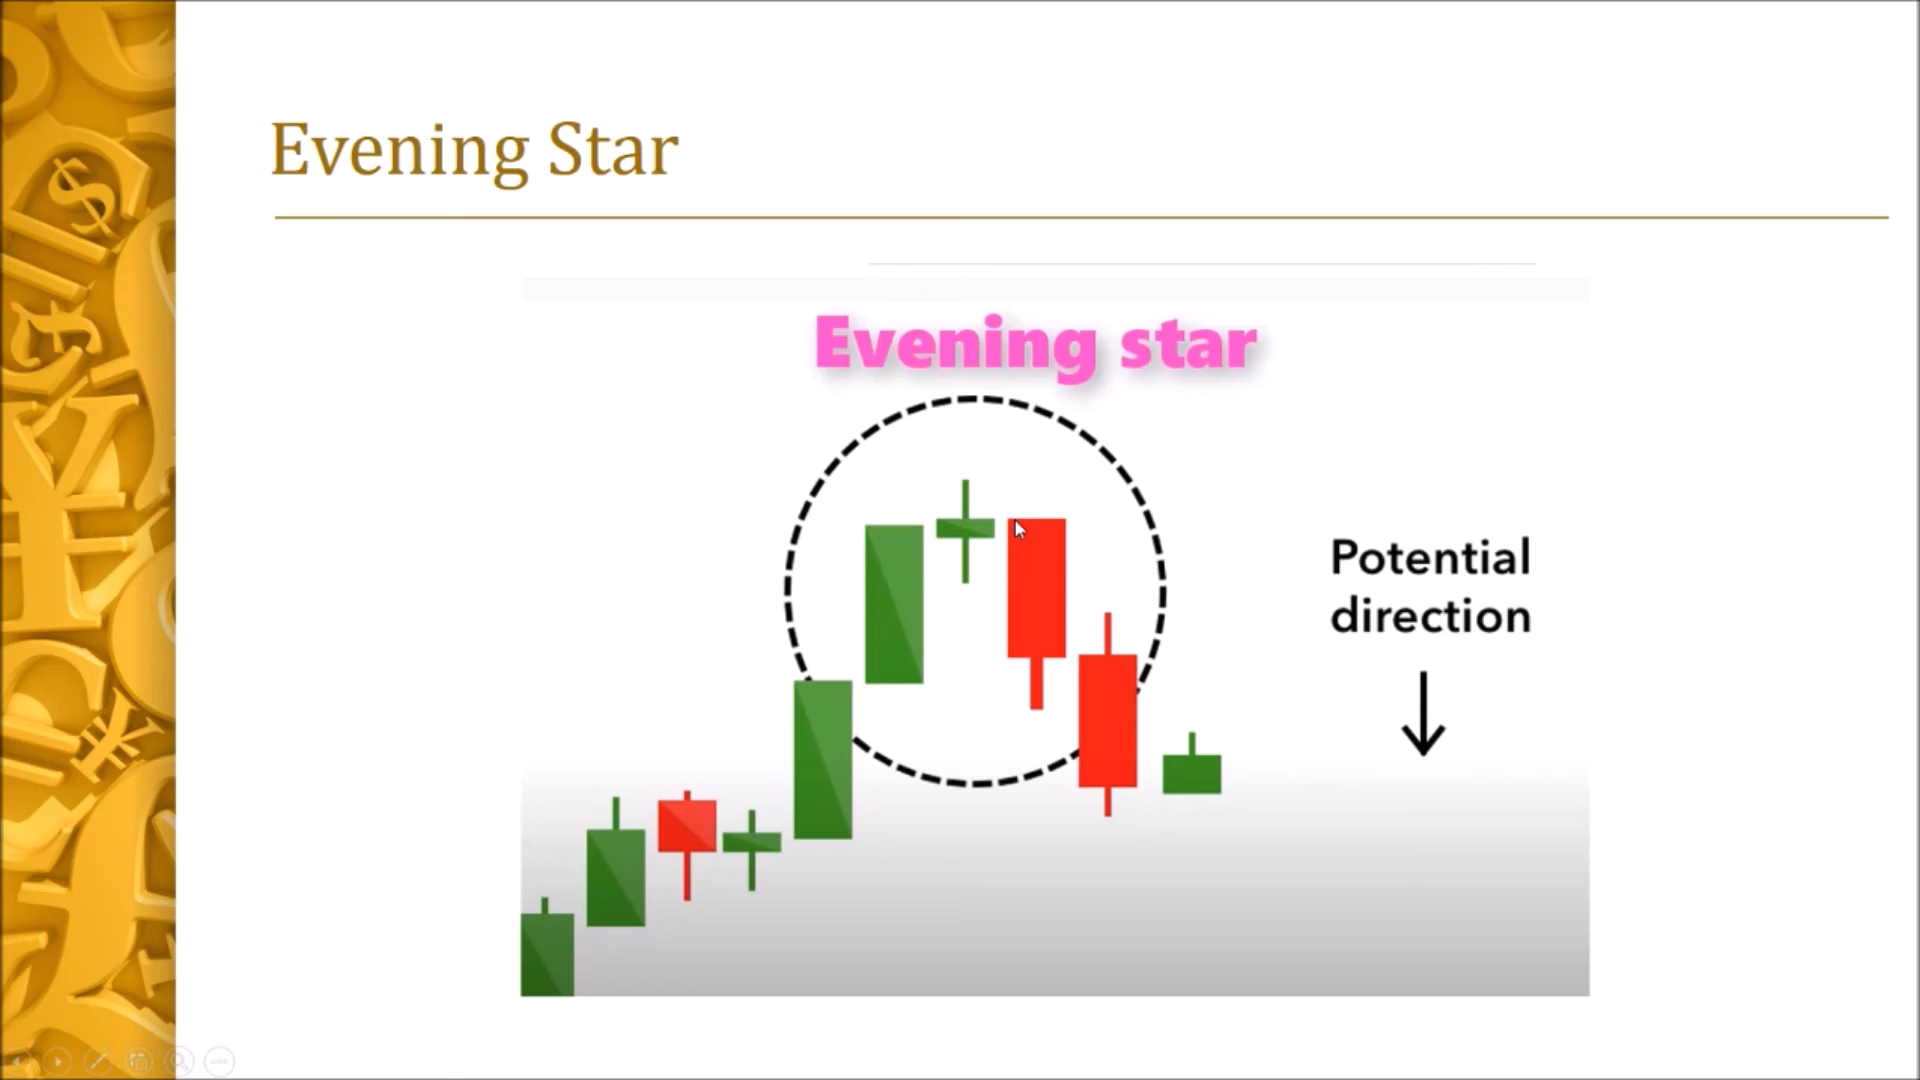 Evening Star
Evening star
Potential
direction